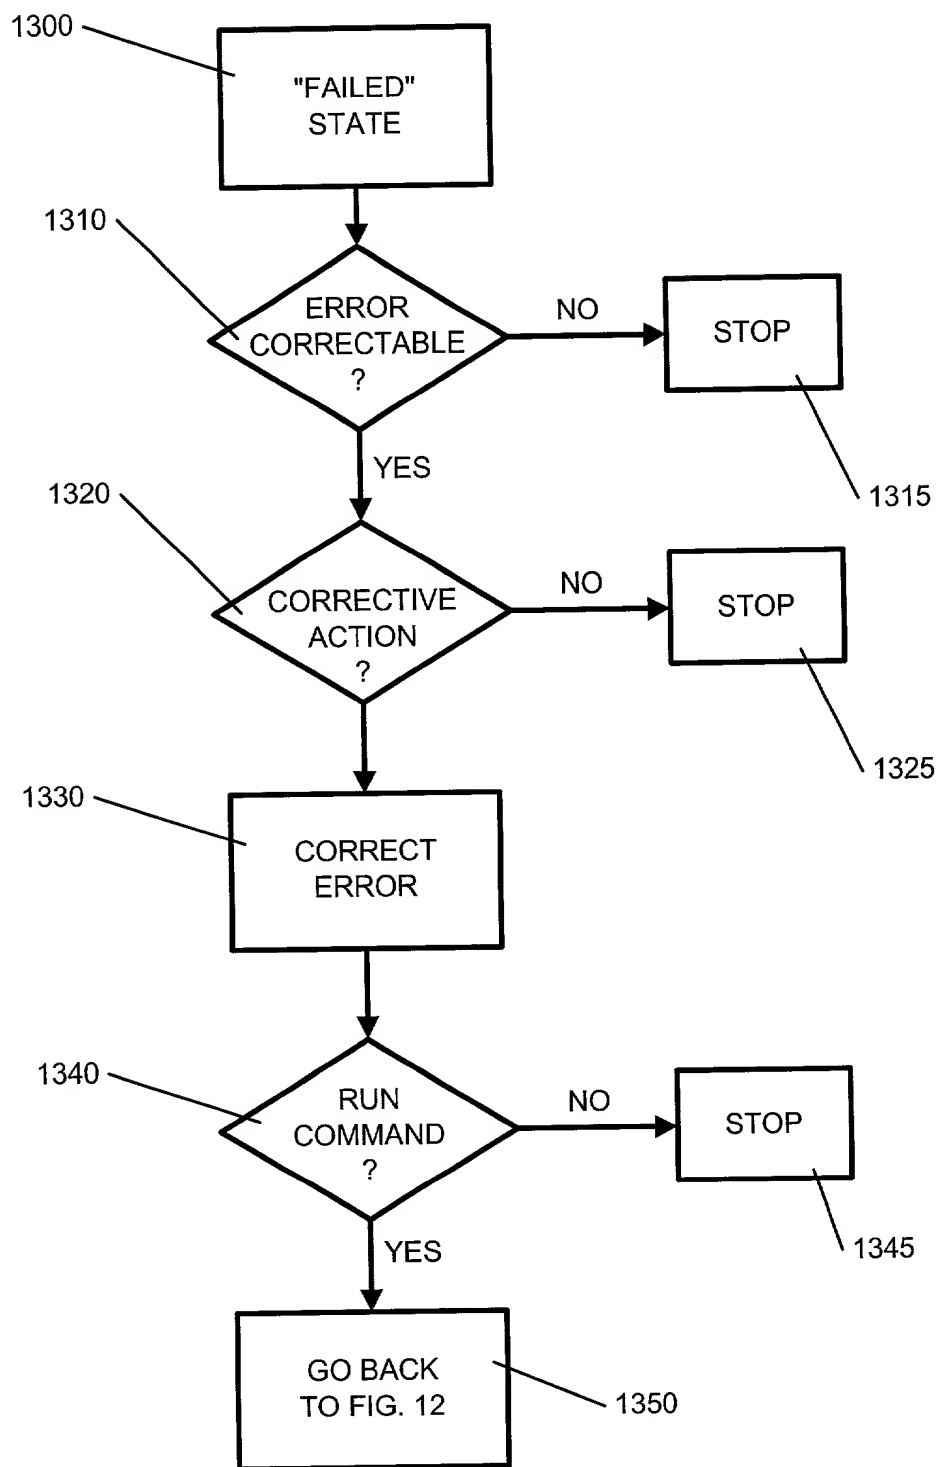 1300
"FAILED"
STATE
1310
ERROR
CORRECTABLE
?
NO
STOP
1315
YES
1320
CORRECTIVE
ACTION
?
NO
STOP
1325
1330
CORRECT
ERROR
1340
RUN
COMMAND
?
NO
STOP
1345
YES
GO BACK
TO FIG. 12
1350